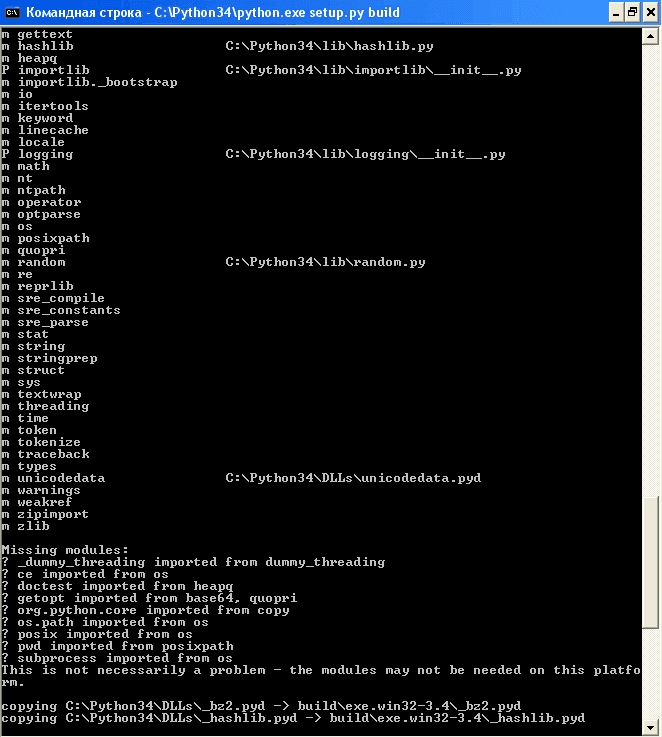 Командная строка - C:\Python34\python.exe setup.py build
m gettext
m hashlib C:\Python34\lib\hashlib.py
m heapq
P importlib C:\Python34\lib\importlib\__init__.py
m importlib._bootstrap
m io
m itertools
m keyword
m linecache
m locale
P logging C:\Python34\lib\logging\__init__.py
m math
m nt
m ntpath
m operator
m optparse
m os
m posixpath
m quopri
m random C:\Python34\lib\random.py
m re
m reprlib
m sre_compile
m sre_constants
m sre_parse
m stat
m string
m stringprep
m struct
m sys
m textwrap
m threading
m time
m token
m tokenize
m traceback
m types
m unicodedata C:\Python34\DLLs\unicodedata.pyd
m warnings
m weakref
m zipimport
m zlib
Missing modules:
? _dummy_threading imported from dummy_threading
? ce imported from os
? doctest imported from heapq
? getopt imported from base64, quopri
? org.python.core imported from copy
? os.path imported from os
? posix imported from os
? pwd imported from posixpath
? subprocess imported from os
This is not necessarily a problem - the modules may not be needed on this platfo
rm.
copying C:\Python34\DLLs\_bz2.pyd -> build\exe.win32-3.4\_bz2.pyd
copying C:\Python34\DLLs\_hashlib.pyd -> build\exe.win32-3.4\_hashlib.pyd